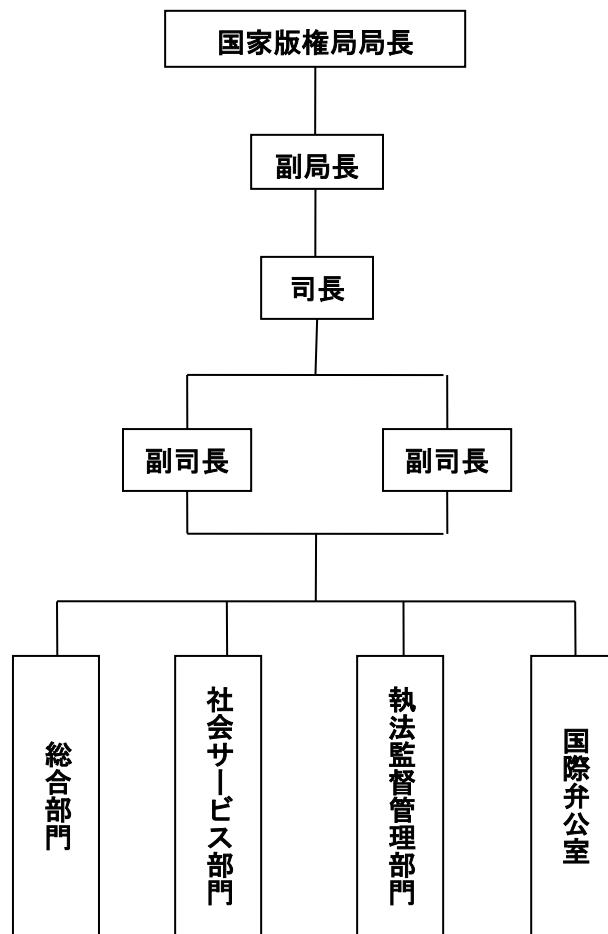 国家版権局局長
副局長
司長
副司長
副司長
総合部門
社会サービス部門
執法監督管理部門
国際弁公室